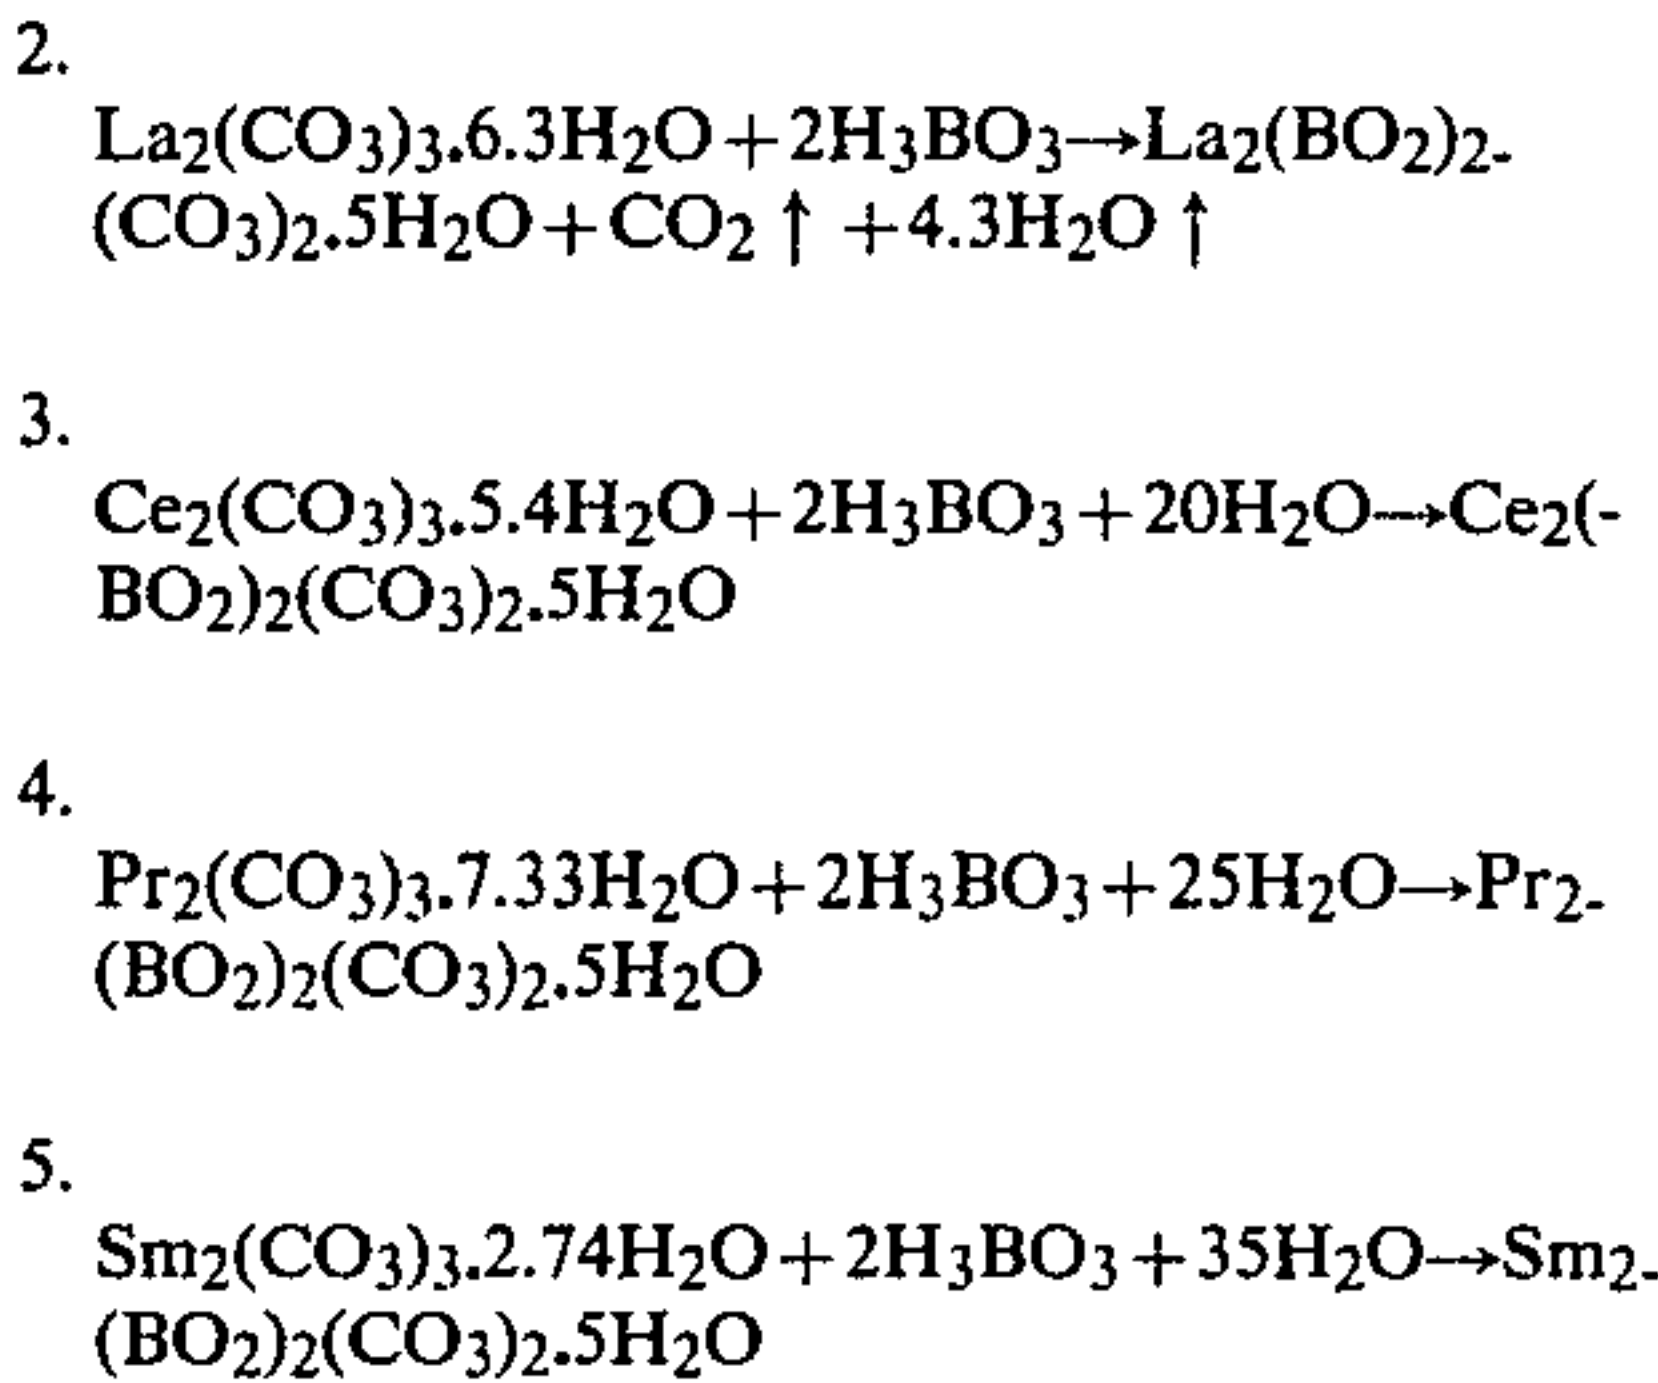 2.
La₂(CO₃)₃.6.3H₂O+2H₃BO₃→La₂(BO₂)₂-
(CO₃)₂.5H₂O+CO₂↑ +4.3H₂O↑
3.
Ce₂(CO₃)₃.5.4H₂O+2H₃BO₃+20H₂O→Ce₂(-
BO₂)₂(CO₃)₂.5H₂O
4.
Pr₂(CO₃)₃.7.33H₂O+2H₃BO₃+25H₂O→Pr₂-
(BO₂)₂(CO₃)₂.5H₂O
5.
Sm₂(CO₃)₃.2.74H₂O+2H₃BO₃+35H₂O→Sm₂-
(BO₂)₂(CO₃)₂.5H₂O